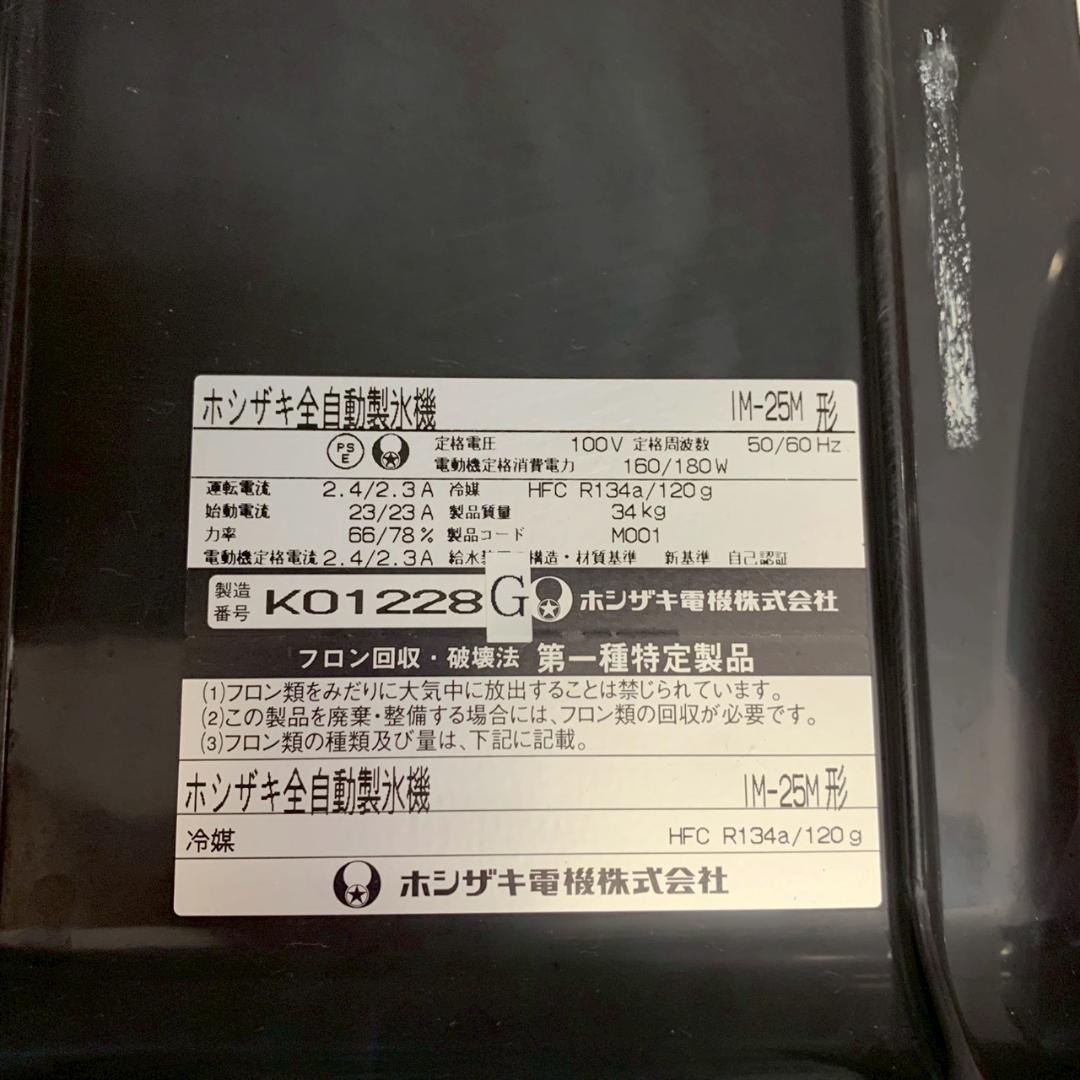 ホシザキ全自動製氷機 IM-25M 形
PS E 定格電圧 100V 定格周波数 50/60Hz
電動機定格消費電力 160/180W
運転電流 2.4/2.3A 冷媒 HFC R134a/120g
始動電流 23/23A 製品質量 34kg
力率 66/78% 製品コード M001
電動機定格電流 2.4/2.3A 給水 構造・材質基準 新基準 自己認証
製造番号 K01228 G ホシザキ電機株式会社
フロン回収・破壊法 第一種特定製品
(1)フロン類をみだりに大気中に放出することは禁じられています。
(2)この製品を廃棄・整備する場合には、フロン類の回収が必要です。
(3)フロン類の種類及び量は、下記に記載。
ホシザキ全自動製氷機 IM-25M 形
冷媒 HFC R134a/120g
ホシザキ電機株式会社